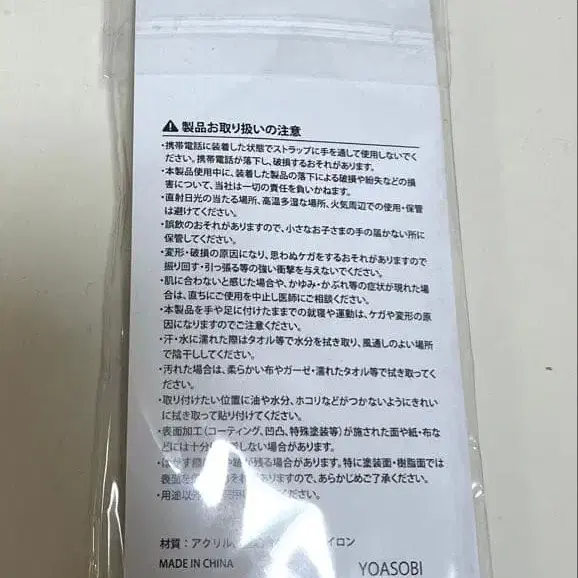 ⚠ 製品お取り扱いの注意
・携帯電話に装着した状態でストラップに手を通して使用しないでく
ださい。携帯電話が落下し、破損するおそれがあります。
・本製品使用中に、装着した製品の落下による破損や紛失などの損
害について、当社は一切の責任を負いかねます。
・直射日光の当たる場所、高温多湿な場所、火気周辺での使用・保管
は避けてください。
・誤飲のおそれがありますので、小さなお子さまの手の届かない所に
保管してください。
・変形・破損の原因になり、思わぬケガをするおそれがありますので
振り回す・引っ張る等の強い衝撃を与えないでください。
・肌に合わないと感じた場合や、かゆみ・かぶれ等の症状が現れた場
合は、直ちにご使用を中止し医師にご相談ください。
・本製品を手や足に付けたままでの就寝や運動は、ケガや変形の原
因になりますのでご注意ください。
・汗・水に濡れた際はタオル等で水分を拭き取り、風通しのよい場所
で陰干ししてください。
・汚れた場合は、柔らかい布やガーゼ・濡れたタオル等で拭き取ってく
ださい。
・取り付けたい位置に油や水分、ホコリなどがつかないようにきれい
に拭き取って貼り付けてください。
・表面加工（コーティング、凹凸、特殊塗装等）が施された面や紙・布な
どには十分 しない場合があります。
・はがす が残る場合があります。特に塗装面・樹脂面では
表面を ありますので、あらかじめご了承ください。
・用途以外 ください。
材質：アクリル、 イロン
MADE IN CHINA
YOASOBI